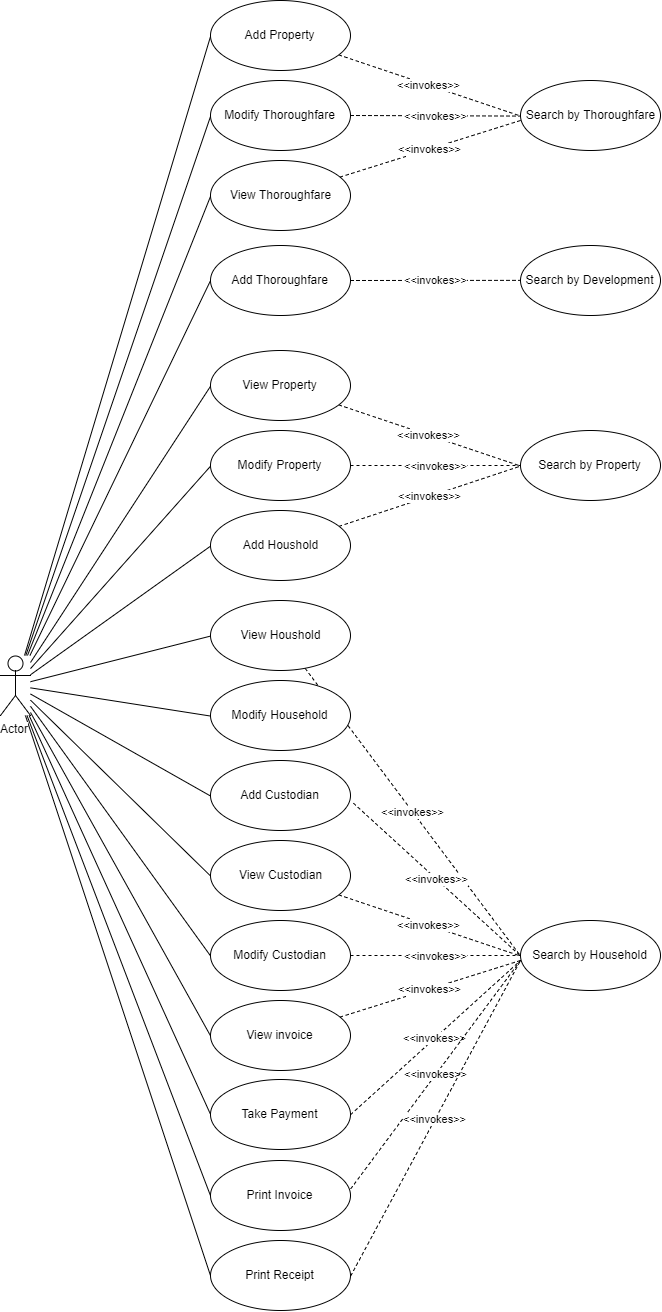 Add Property
<<invokes>>
Modify Thoroughfare
<<invokes>>
Search by Thoroughfare
<<invokes>>
View Thoroughfare
Add Thoroughfare
<<invokes>>
Search by Development
View Property
<<invokes>>
Modify Property
<<invokes>>
Search by Property
<<invokes>>
Add Houshold
View Houshold
Modify Household
Actor
Add Custodian
<<invokes>>
View Custodian
<<invokes>>
<<invokes>>
Modify Custodian
<<invokes>>
Search by Household
<<invokes>>
View invoice
<<invokes>>
<<invokes>>
Take Payment
<<invokes>>
Print Invoice
Print Receipt